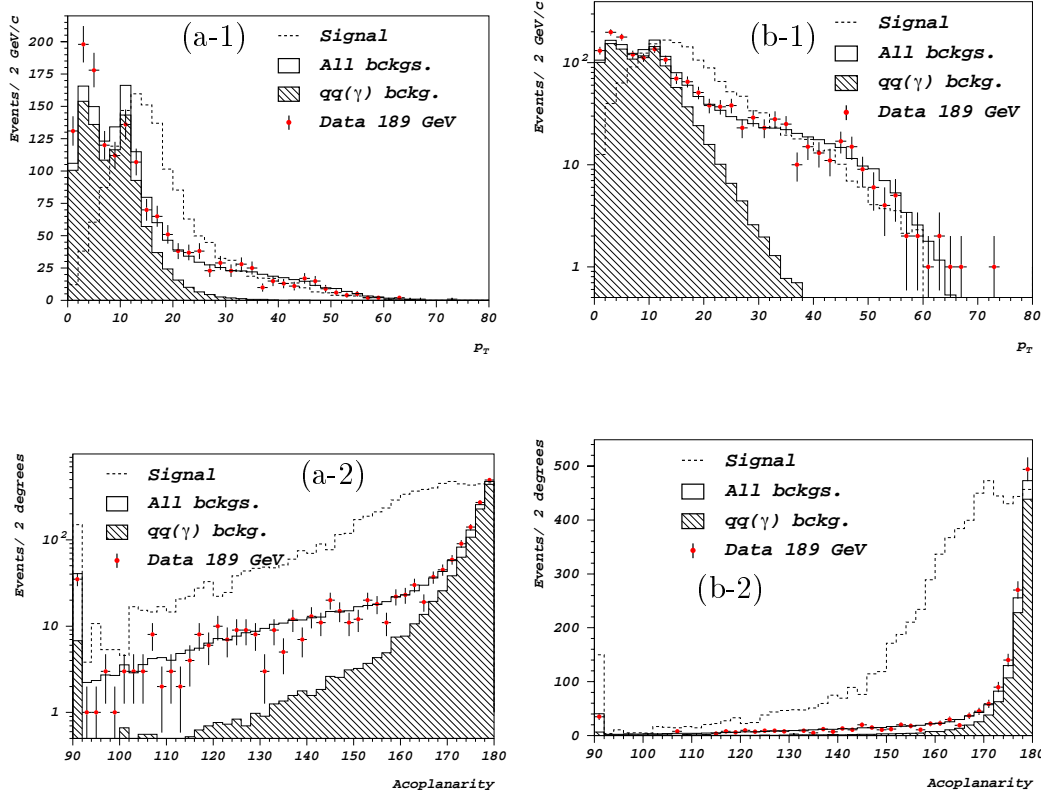 (a-1)
Events/ 2 GeV/c
200
175
150
125
100
75
50
25
0
Signal
All bckgs.
qq(γ) bckg.
Data 189 GeV
0 10 20 30 40 50 60 70 80
P_T
(b-1)
Events/ 2 GeV/c
10^2
10
1
Signal
All bckgs.
qq(γ) bckg.
Data 189 GeV
0 10 20 30 40 50 60 70 80
P_T
(a-2)
Events/ 2 degrees
10^2
10
1
Signal
All bckgs.
qq(γ) bckg.
Data 189 GeV
90 100 110 120 130 140 150 160 170 180
Acoplanarity
(b-2)
Events/ 2 degrees
500
400
300
200
100
0
Signal
All bckgs.
qq(γ) bckg.
Data 189 GeV
90 100 110 120 130 140 150 160 170 180
Acoplanarity